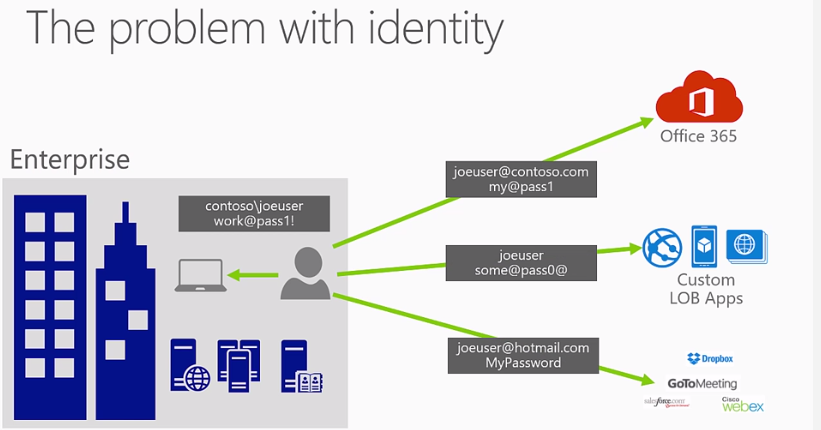 The problem with identity
Enterprise
contoso\joeuser
work@pass1!
joeuser@contoso.com
my@pass1
Office 365
joeuser
some@pass0@
Custom
LOB Apps
joeuser@hotmail.com
MyPassword
Dropbox
GoToMeeting
salesforce.com
Cisco
webex